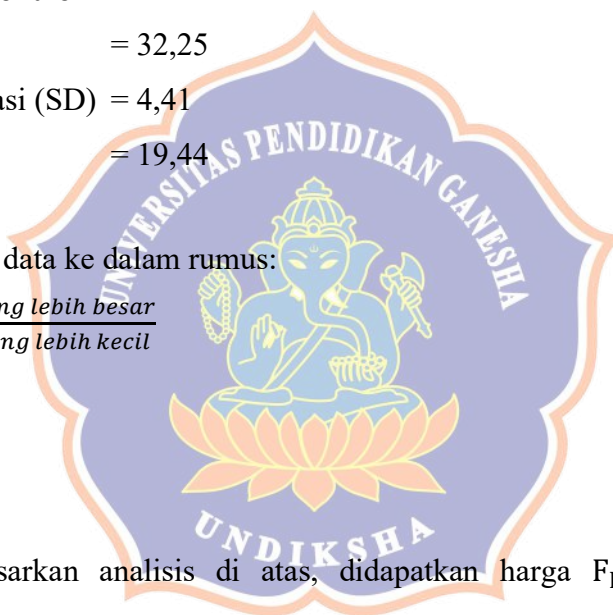 = 32,25
asi (SD) = 4,41
= 19,44
UNIVERSITAS PENDIDIKAN GANESHA
data ke dalam rumus:
ng lebih besar
ng lebih kecil
UNDIKSHA
sarkan analisis di atas, didapatkan harga F